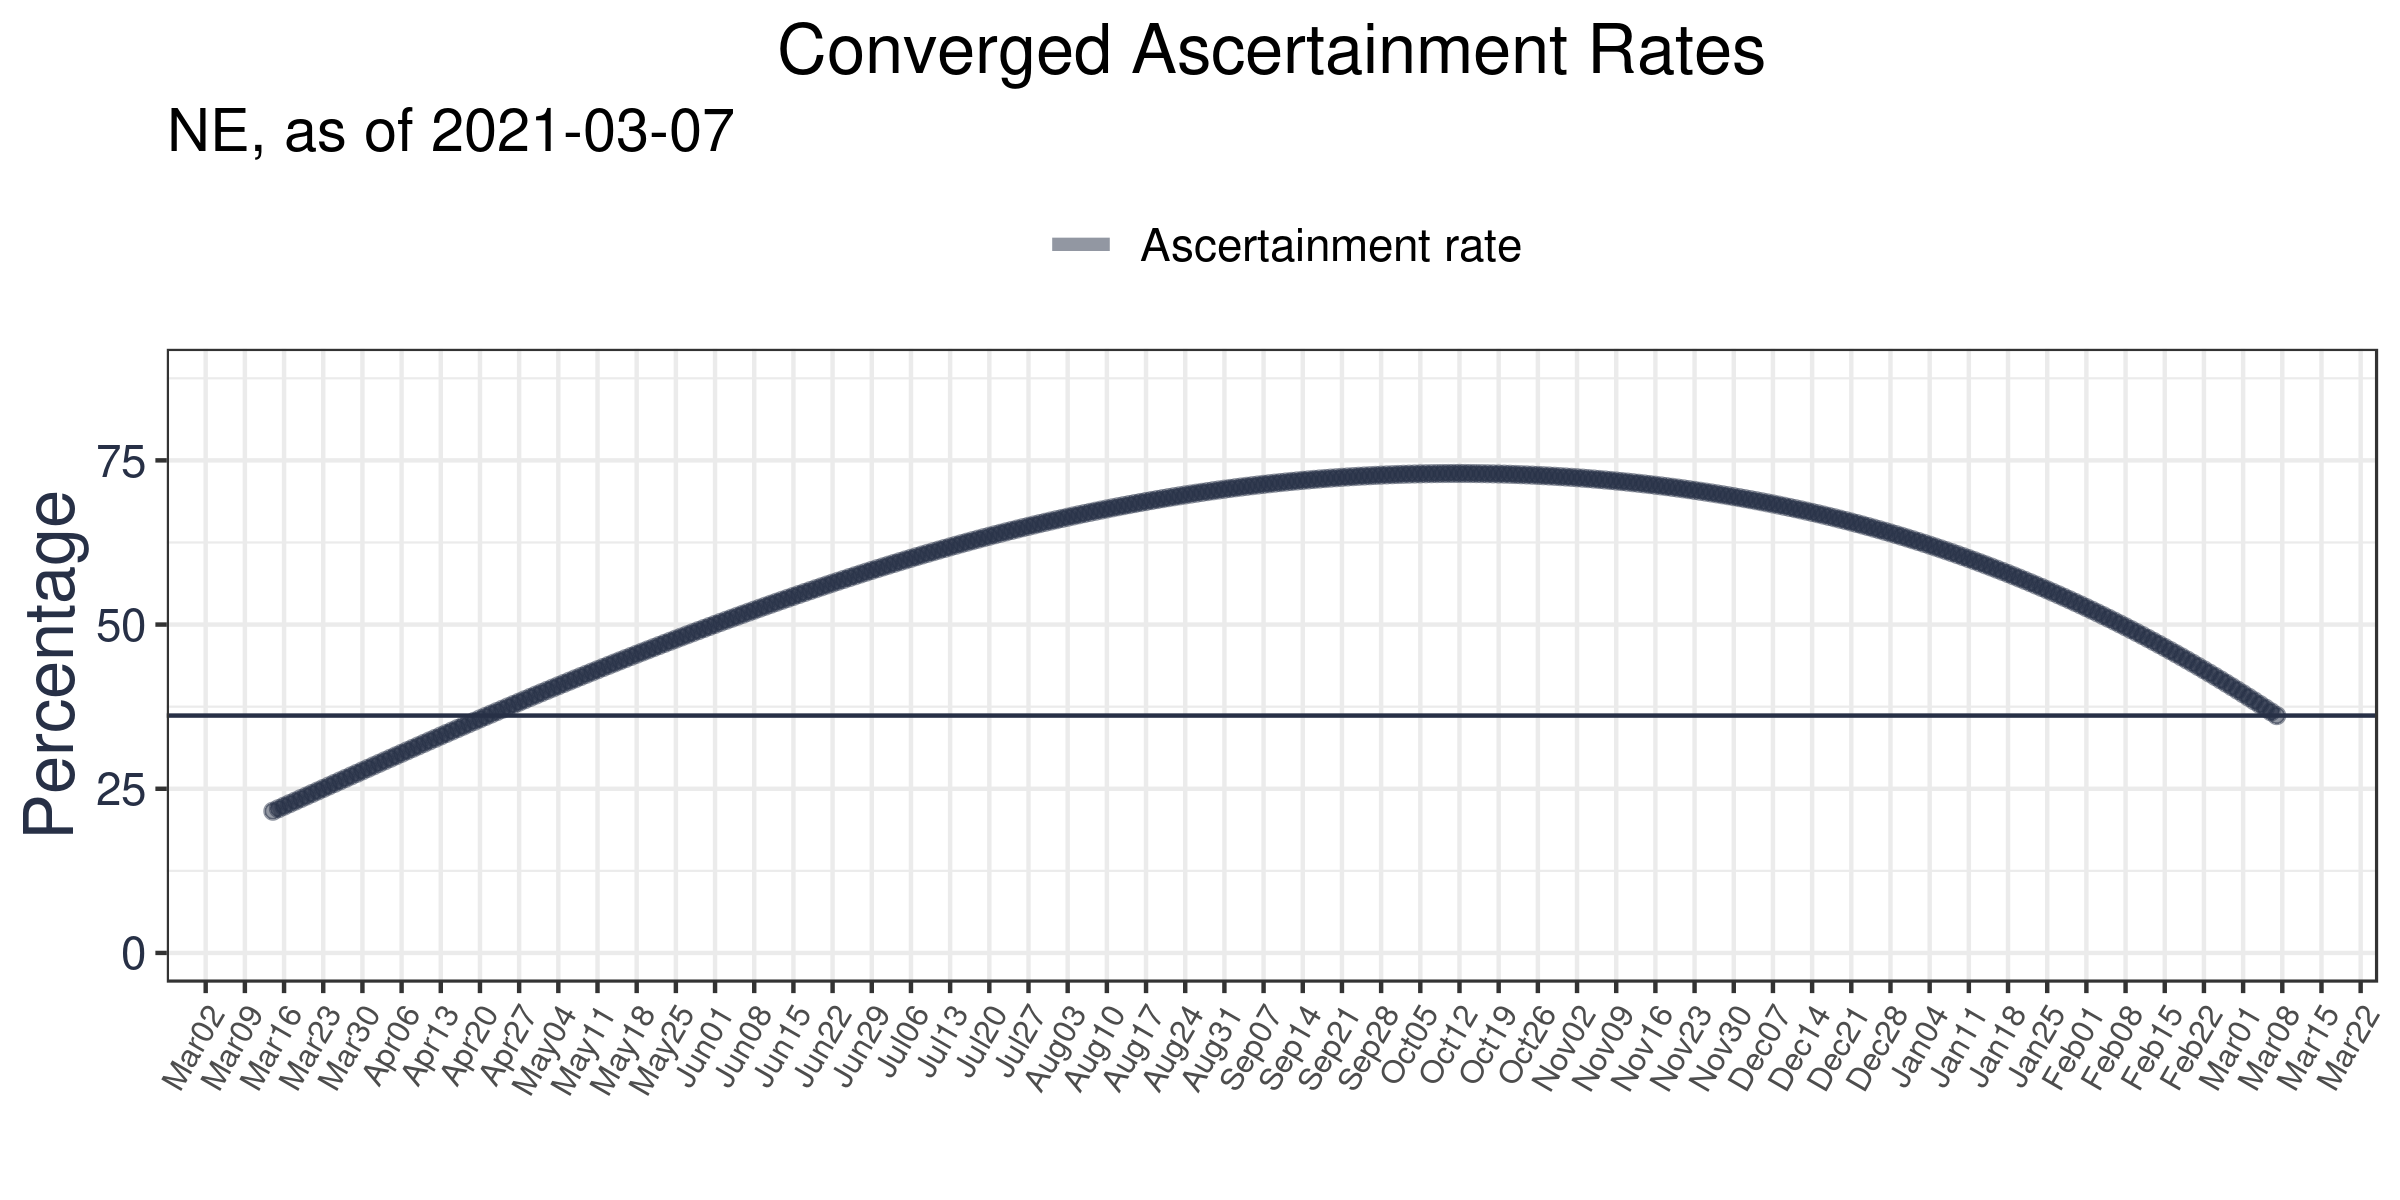 Converged Ascertainment Rates
NE, as of 2021-03-07
Ascertainment rate
Percentage
75
50
25
0
Mar02 Mar09 Mar16 Mar23 Mar30 Apr06 Apr13 Apr20 Apr27 May04 May11 May18 May25 Jun01 Jun08 Jun15 Jun22 Jun29 Jul06 Jul13 Jul20 Jul27 Aug03 Aug10 Aug17 Aug24 Aug31 Sep07 Sep14 Sep21 Sep28 Oct05 Oct12 Oct19 Oct26 Nov02 Nov09 Nov16 Nov23 Nov30 Dec07 Dec14 Dec21 Dec28 Jan04 Jan11 Jan18 Jan25 Feb01 Feb08 Feb15 Feb22 Mar01 Mar08 Mar15 Mar22